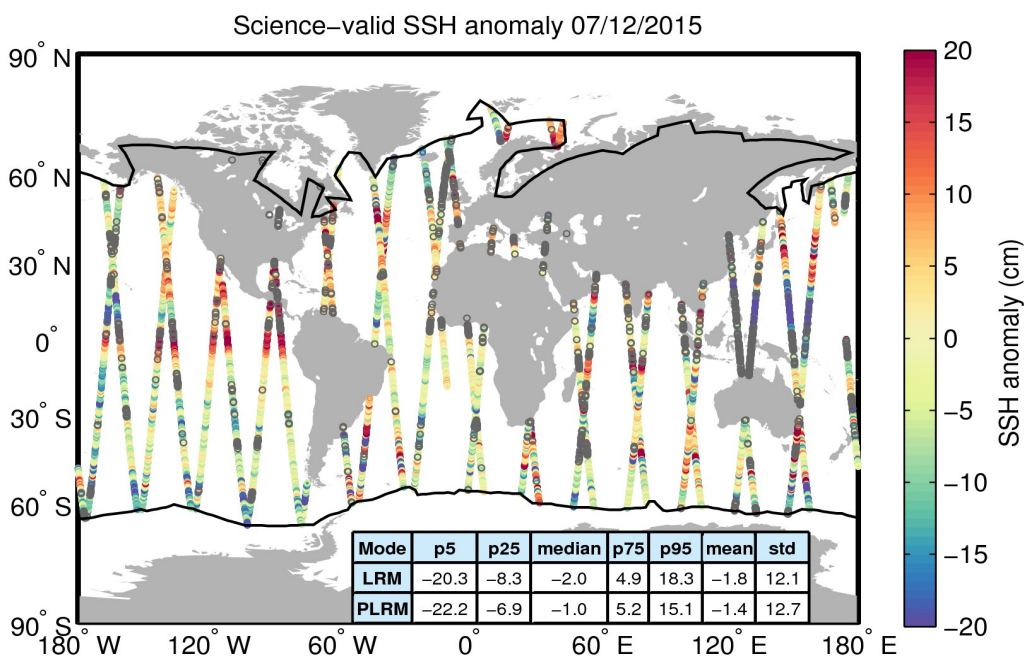 Science−valid SSH anomaly 07/12/2015
90° N
60° N
30° N
0°
30° S
60° S
90° S
180° W
120° W
60° W
0°
60° E
120° E
180° E
20
15
10
5
0
−5
−10
−15
−20
SSH anomaly (cm)
Mode p5 p25 median p75 p95 mean std
LRM −20.3 −8.3 −2.0 4.9 18.3 −1.8 12.1
PLRM −22.2 −6.9 −1.0 5.2 15.1 −1.4 12.7